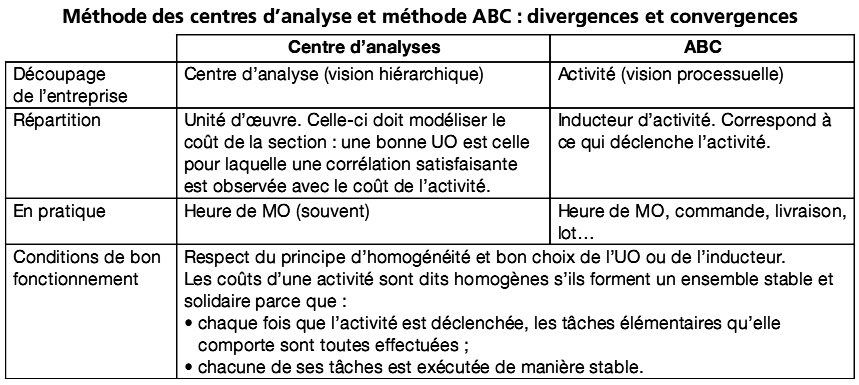 Méthode des centres d'analyse et méthode ABC : divergences et convergences
Centre d'analyses ABC
Découpage Centre d'analyse (vision hiérarchique) Activité (vision processuelle)
de l'entreprise
Répartition Unité d'œuvre. Celle-ci doit modéliser le Inducteur d'activité. Correspond à
coût de la section : une bonne UO est celle ce qui déclenche l'activité.
pour laquelle une corrélation satisfaisante
est observée avec le coût de l'activité.
En pratique Heure de MO (souvent) Heure de MO, commande, livraison,
lot…
Conditions de bon Respect du principe d'homogénéité et bon choix de l'UO ou de l'inducteur.
fonctionnement Les coûts d'une activité sont dits homogènes s'ils forment un ensemble stable et
solidaire parce que :
• chaque fois que l'activité est déclenchée, les tâches élémentaires qu'elle
comporte sont toutes effectuées ;
• chacune de ses tâches est exécutée de manière stable.